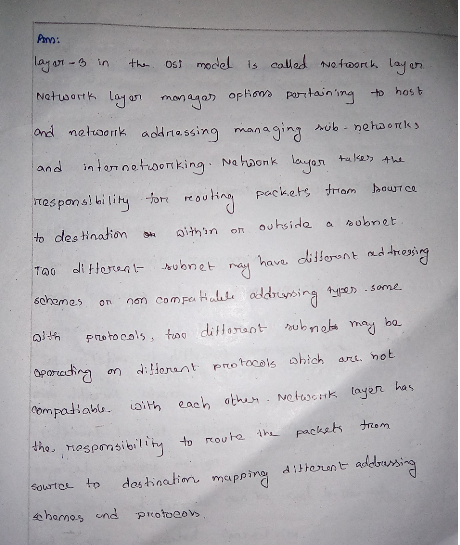 Ans:
layer-3 in the OSI model is called Network layer
Network layer manages options pertaining to host
and network addressing managing sub-networks
and internetworking. Network layer takes the
responsibility for routing packets from source
to destination within or outside a subnet.
Two different subnet may have different addressing
schemes or non compatiable addressing types. same
with protocols, two different subnets may be
operating on different protocols which are not
compatiable with each other. Network layer has
the responsibility to route the packets from
source to destination mapping different addressing
schemes and protocols.